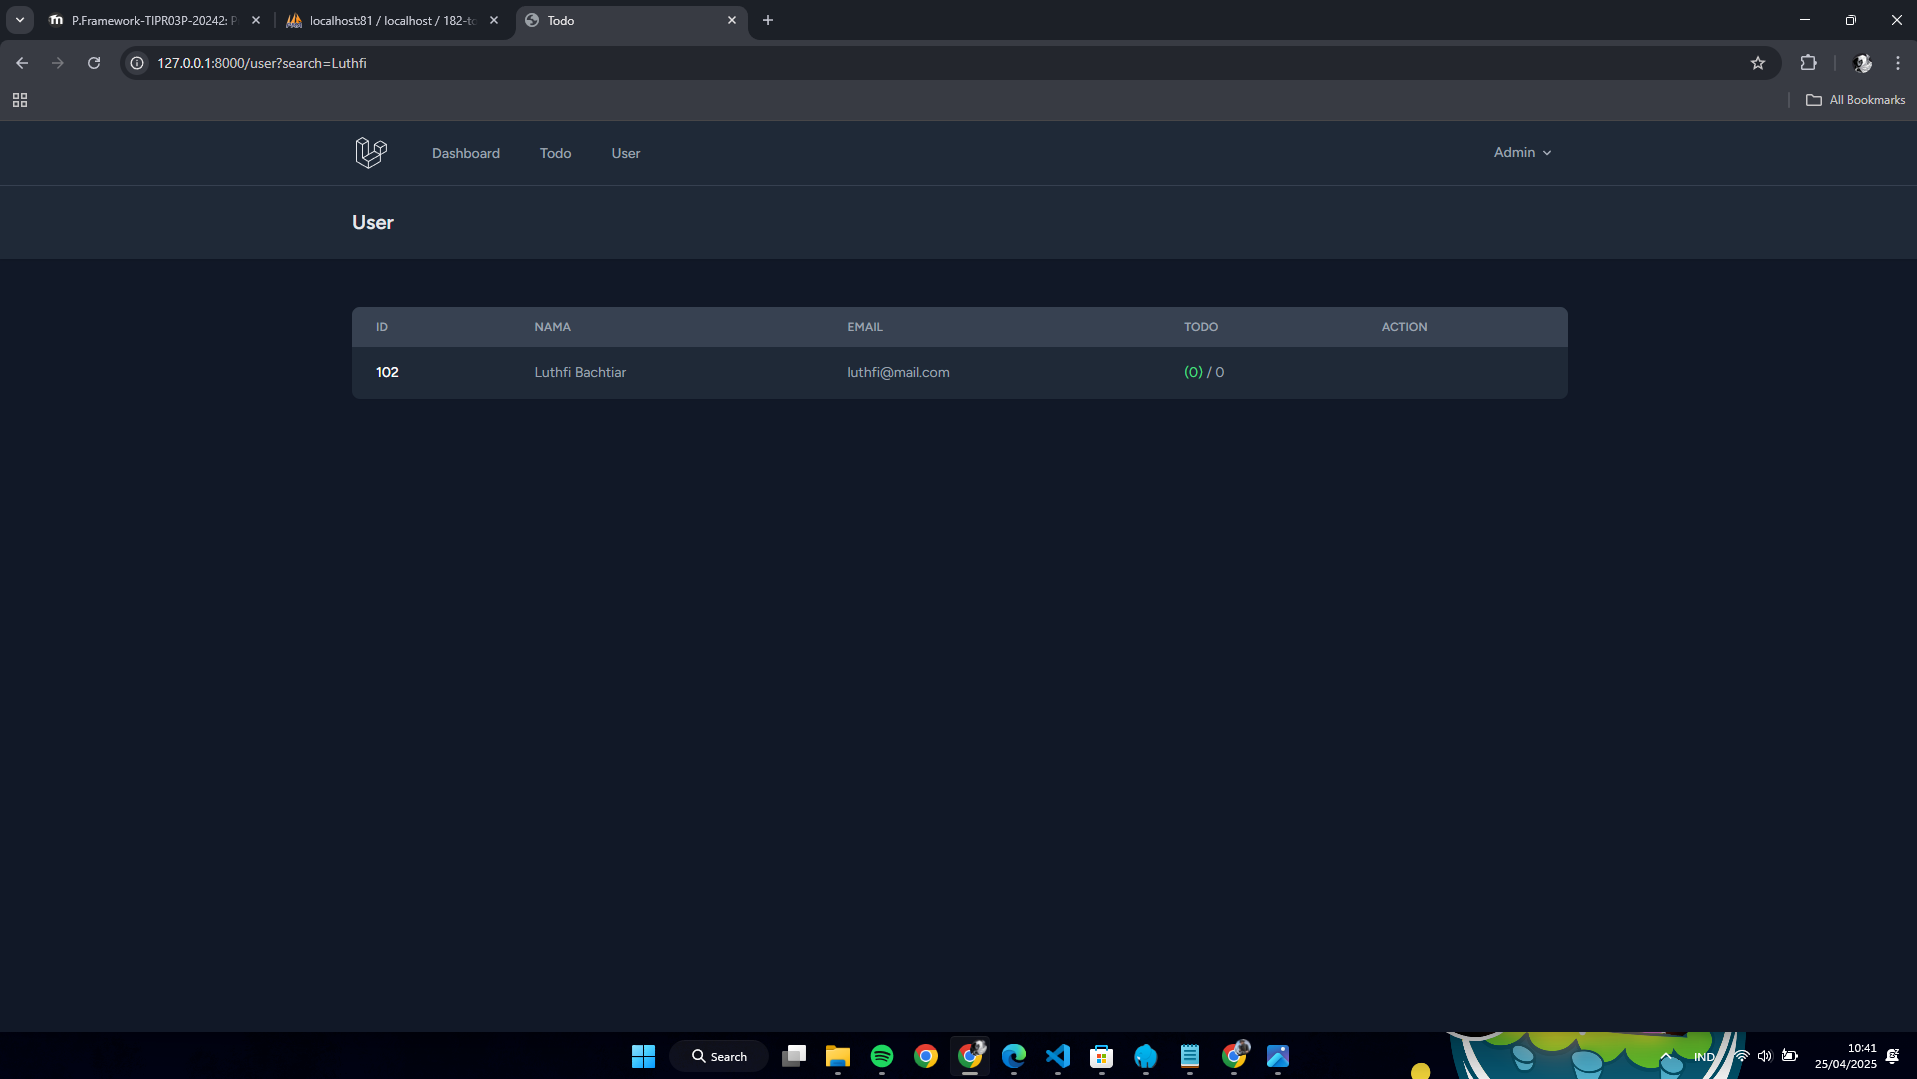 P.Framework-TIPR03P-20242: P
localhost:81 / localhost / 182-to
Todo
127.0.0.1:8000/user?search=Luthfi
All Bookmarks
Dashboard Todo User Admin
User
ID NAMA EMAIL TODO ACTION
102 Luthfi Bachtiar luthfi@mail.com (0) / 0
Search
IND
10:41
25/04/2025